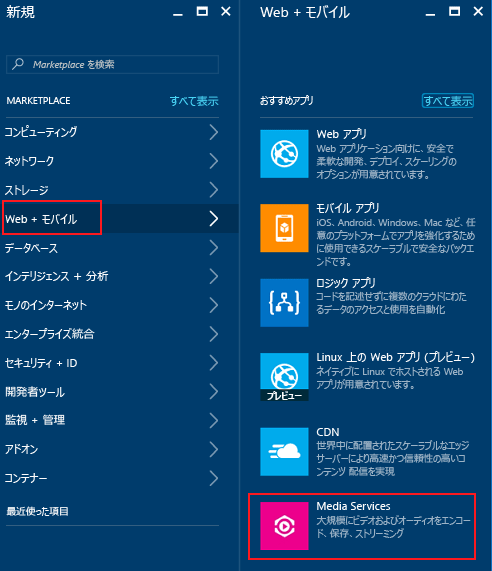 新規
Marketplace を検索
MARKETPLACE すべて表示
コンピューティング
ネットワーク
ストレージ
Web + モバイル
データベース
インテリジェンス + 分析
モノのインターネット
エンタープライズ統合
セキュリティ + ID
開発者ツール
監視 + 管理
アドオン
コンテナー
最近使った項目
Web + モバイル
おすすめアプリ すべて表示
Web アプリ
Web アプリケーション向けに、安全で
柔軟な開発、デプロイ、スケーリングの
オプションが用意されています。
モバイル アプリ
iOS、Android、Windows、Mac など、任
意のプラットフォームでアプリを強化するため
に使用できるスケーラブルで安全なバックエ
ンドです。
ロジック アプリ
コードを記述せずに複数のクラウドにわた
るデータのアクセスと使用を自動化
Linux 上の Web アプリ (プレビュー)
ネイティブに Linux でホストされる Web
アプリが用意されています。
プレビュー
CDN
世界中に配置されたスケーラブルなエッジ
サーバーにより高速かつ信頼性の高いコ
ンテンツ 配信を実現
Media Services
大規模にビデオおよびオーディオをエンコー
ド、保存、ストリーミング